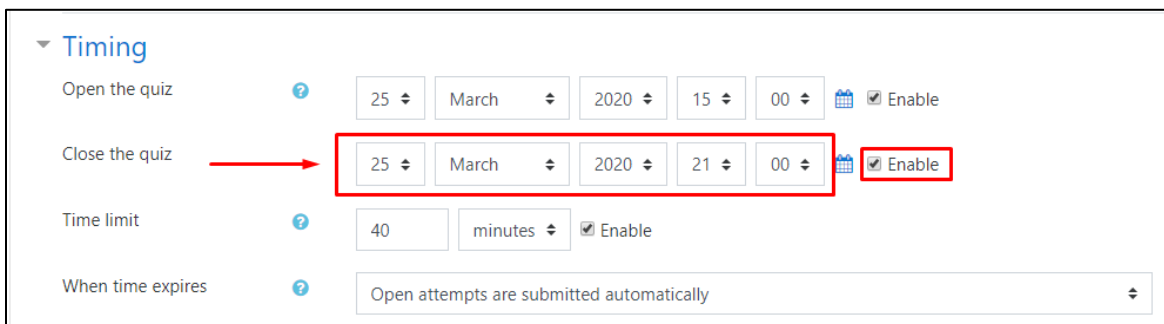 Timing
Open the quiz 25 March 2020 15 00 Enable
Close the quiz 25 March 2020 21 00 Enable
Time limit 40 minutes Enable
When time expires Open attempts are submitted automatically